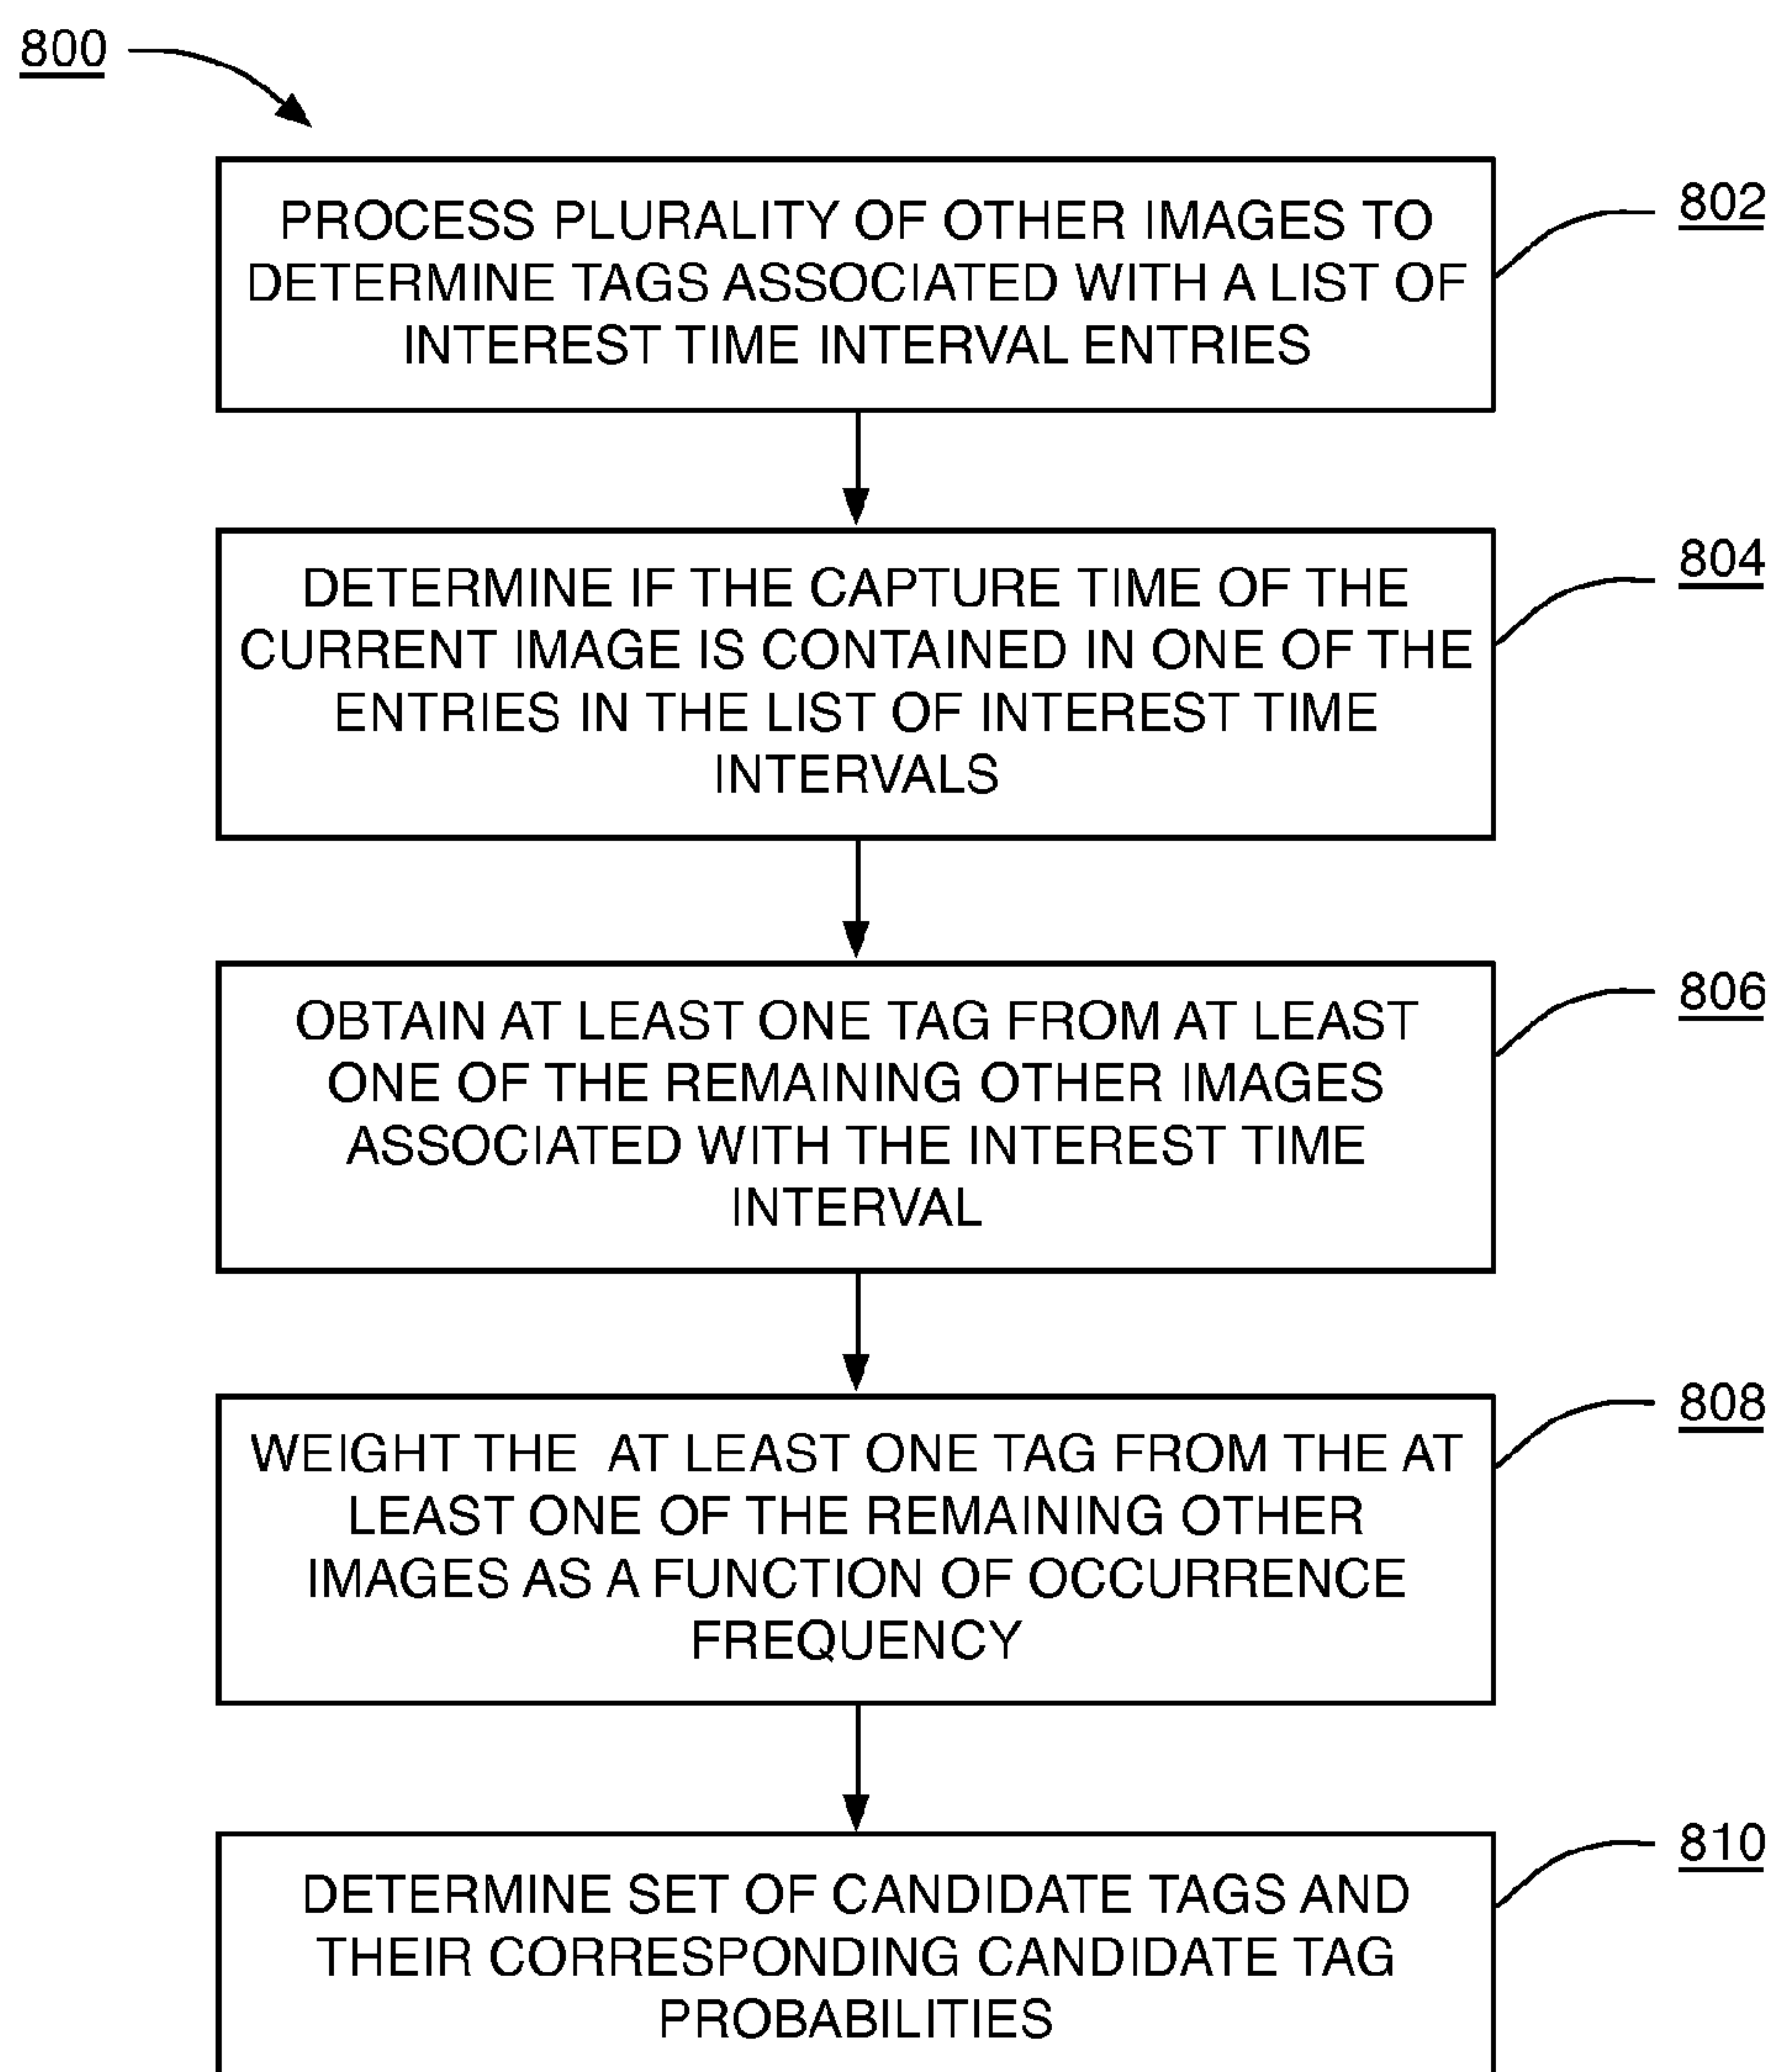 800
PROCESS PLURALITY OF OTHER IMAGES TO
DETERMINE TAGS ASSOCIATED WITH A LIST OF
INTEREST TIME INTERVAL ENTRIES
802
DETERMINE IF THE CAPTURE TIME OF THE
CURRENT IMAGE IS CONTAINED IN ONE OF THE
ENTRIES IN THE LIST OF INTEREST TIME
INTERVALS
804
OBTAIN AT LEAST ONE TAG FROM AT LEAST
ONE OF THE REMAINING OTHER IMAGES
ASSOCIATED WITH THE INTEREST TIME
INTERVAL
806
WEIGHT THE  AT LEAST ONE TAG FROM THE AT
LEAST ONE OF THE REMAINING OTHER
IMAGES AS A FUNCTION OF OCCURRENCE
FREQUENCY
808
DETERMINE SET OF CANDIDATE TAGS AND
THEIR CORRESPONDING CANDIDATE TAG
PROBABILITIES
810